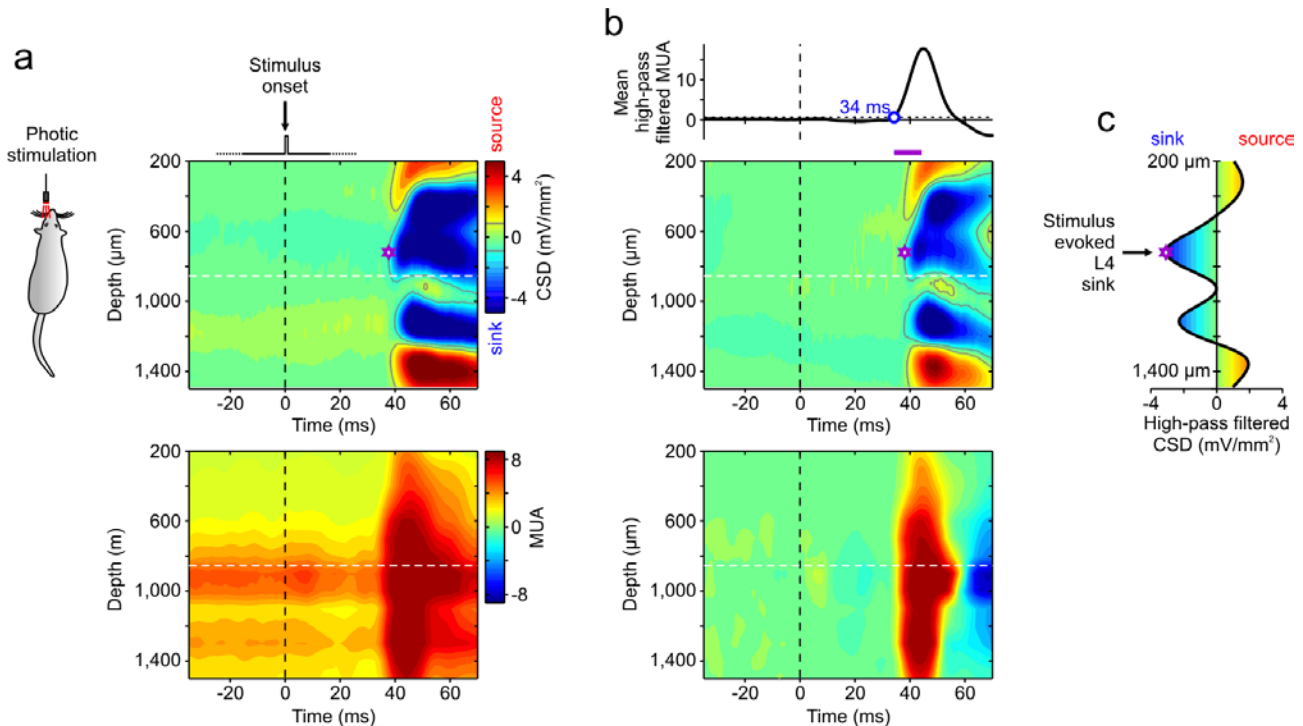 a
Stimulus
onset
Photic
stimulation
200
600
1,000
1,400
Depth (µm)
-20 0 20 40 60
Time (ms)
source
4
0
-4
CSD (mV/mm²)
sink
200
600
1,000
1,400
Depth (m)
-20 0 20 40 60
Time (ms)
8
0
-8
MUA
b
Mean
high-pass
filtered MUA
10
0
34 ms
200
600
1,000
1,400
Depth (µm)
-20 0 20 40 60
Time (ms)
200
600
1,000
1,400
Depth (µm)
-20 0 20 40 60
Time (ms)
c
sink source
200 µm
Stimulus
evoked
L4
sink
1,400 µm
-4 0 4
High-pass filtered
CSD (mV/mm²)